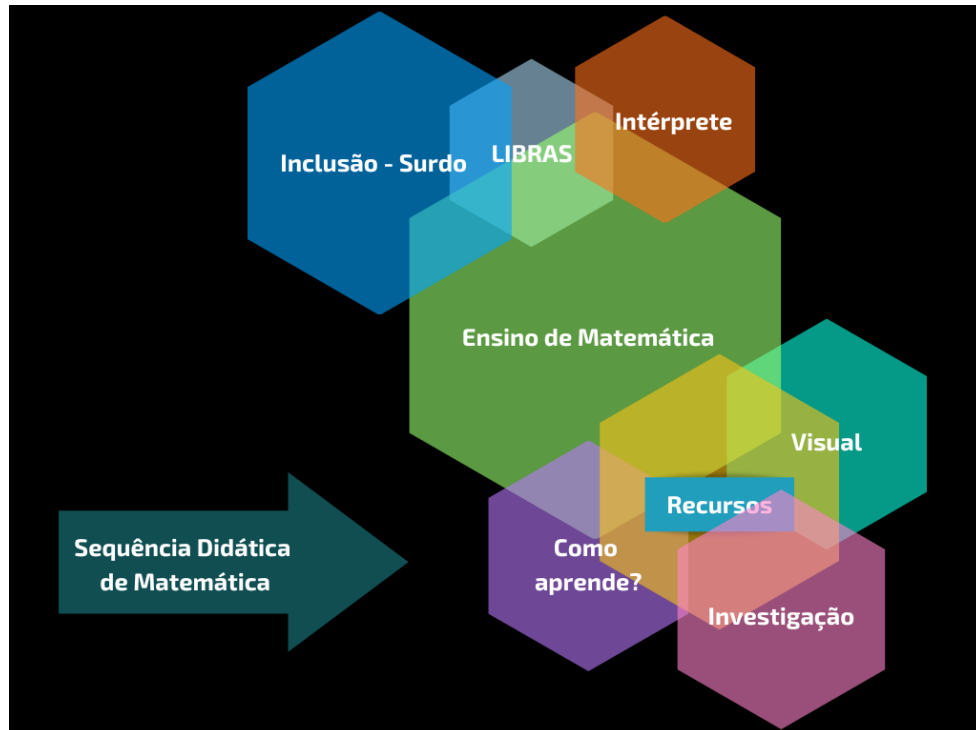 Intérprete
LIBRAS
Inclusão - Surdo
Ensino de Matemática
Visual
Recursos
Sequência Didática
de Matemática
Como
aprende?
Investigação